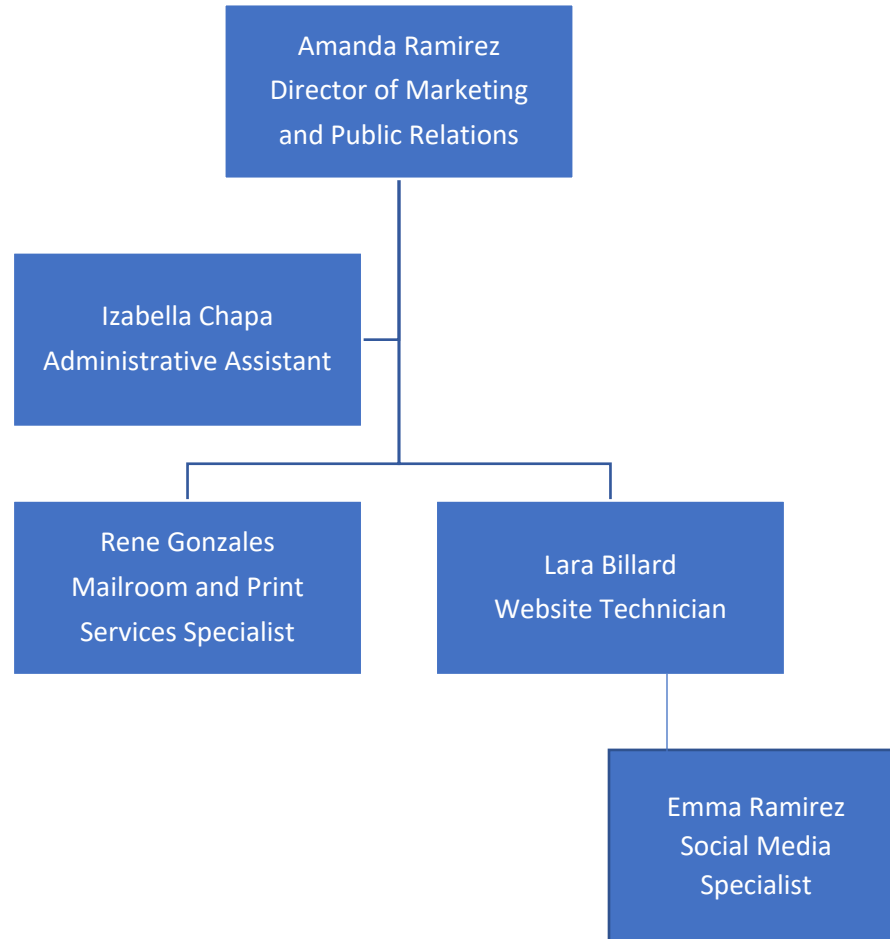 Amanda Ramirez
Director of Marketing
and Public Relations
Izabella Chapa
Administrative Assistant
Rene Gonzales
Mailroom and Print
Services Specialist
Lara Billard
Website Technician
Emma Ramirez
Social Media
Specialist